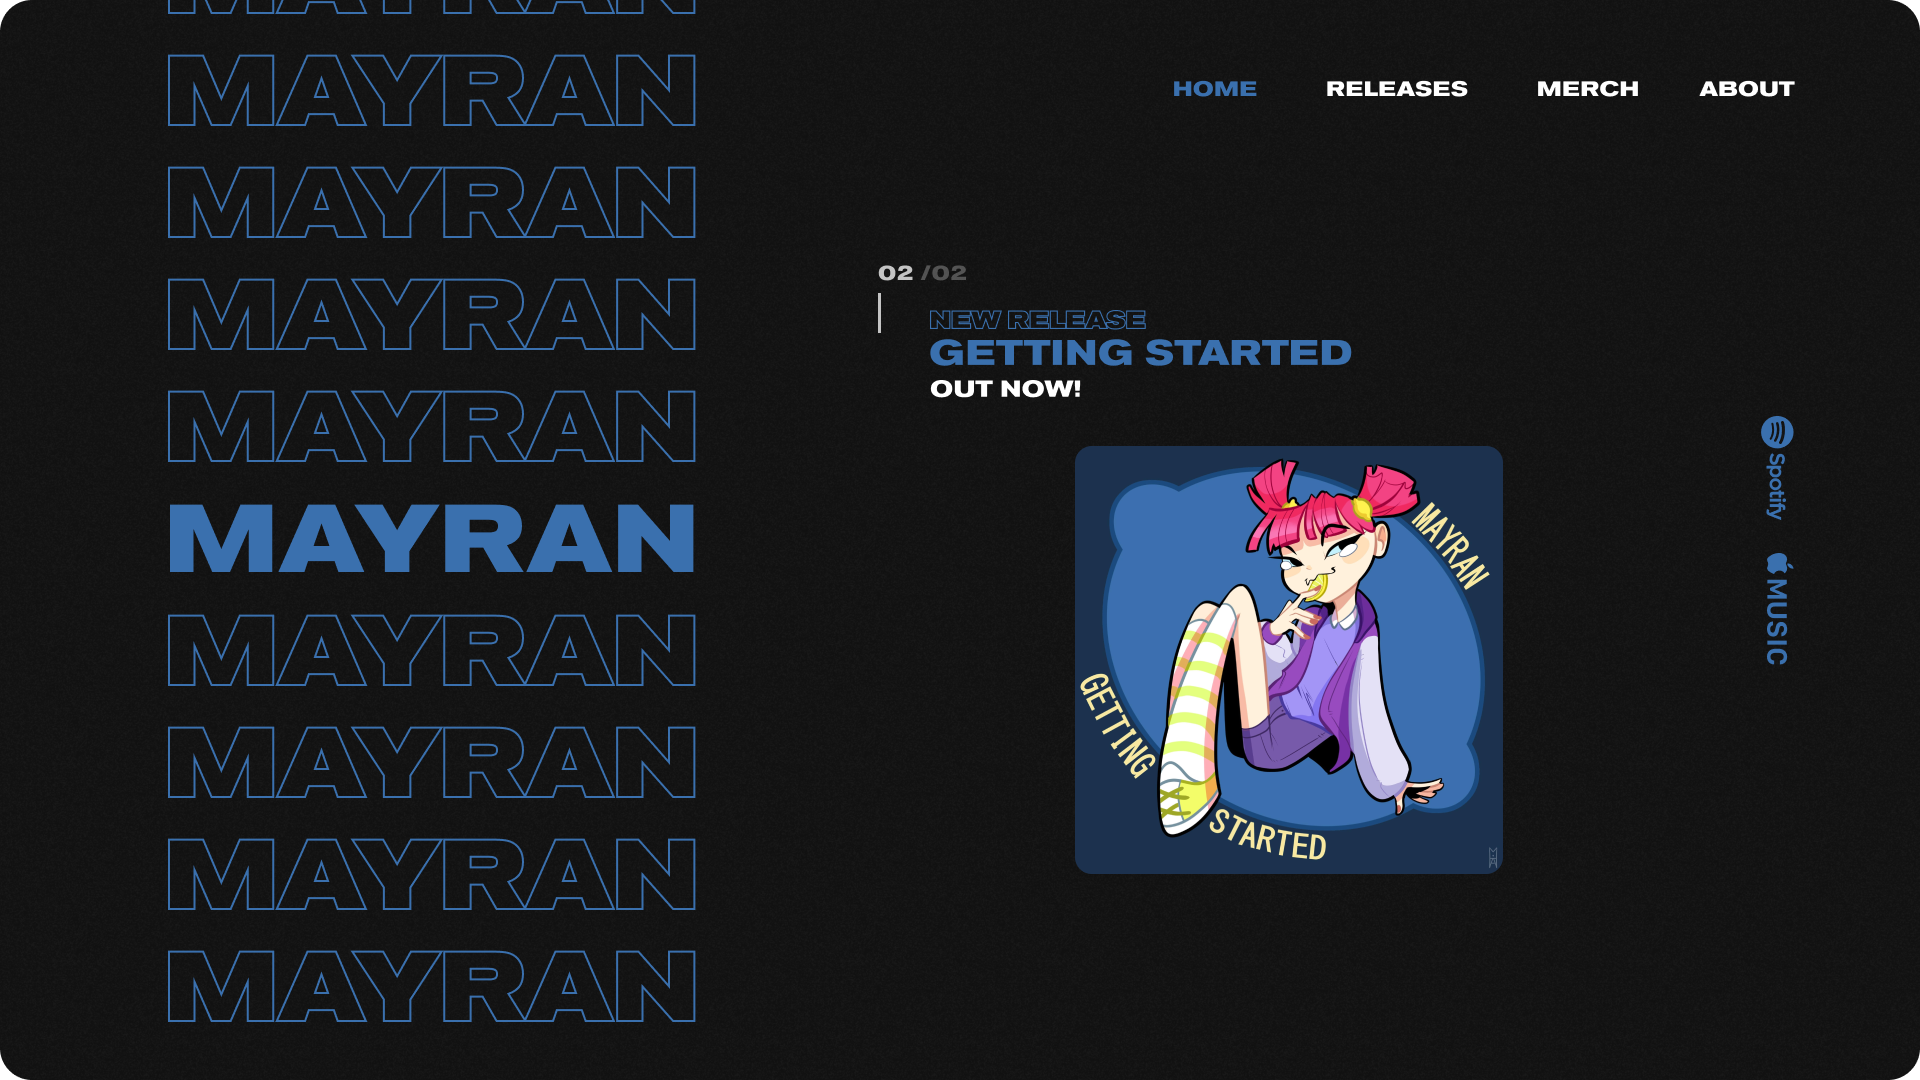 MAYRAN
MAYRAN
MAYRAN
MAYRAN
MAYRAN
MAYRAN
MAYRAN
MAYRAN
MAYRAN
HOME RELEASES MERCH ABOUT
02 /02
NEW RELEASE
GETTING STARTED
OUT NOW!
MAYRAN
GETTING
STARTED
Spotify
MUSIC